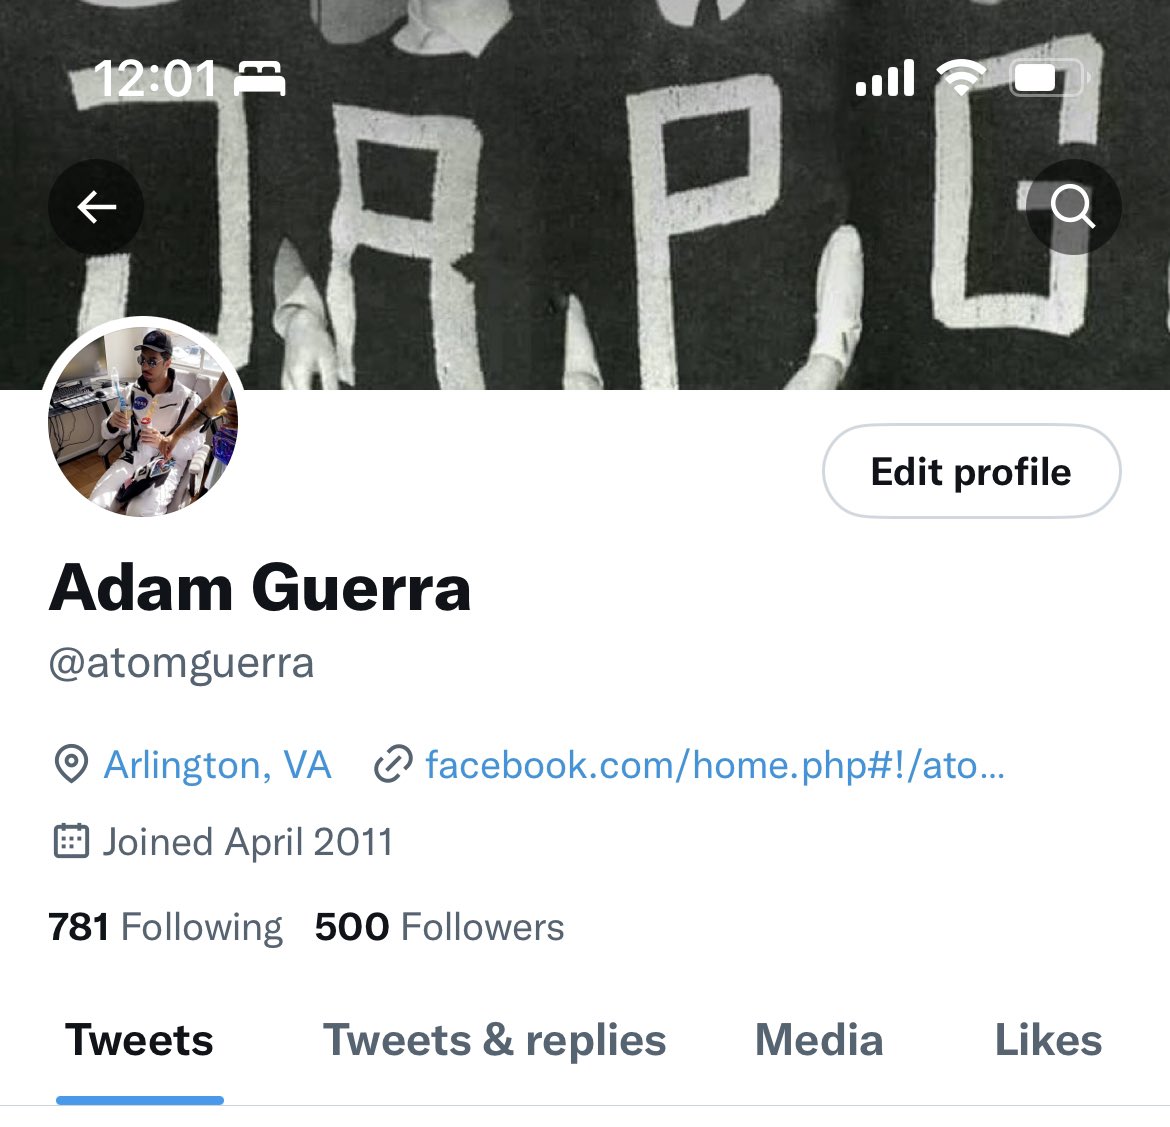 12:01
JAPG
Edit profile
Adam Guerra
@atomguerra
Arlington, VA facebook.com/home.php#!/ato...
Joined April 2011
781 Following 500 Followers
Tweets Tweets & replies Media Likes